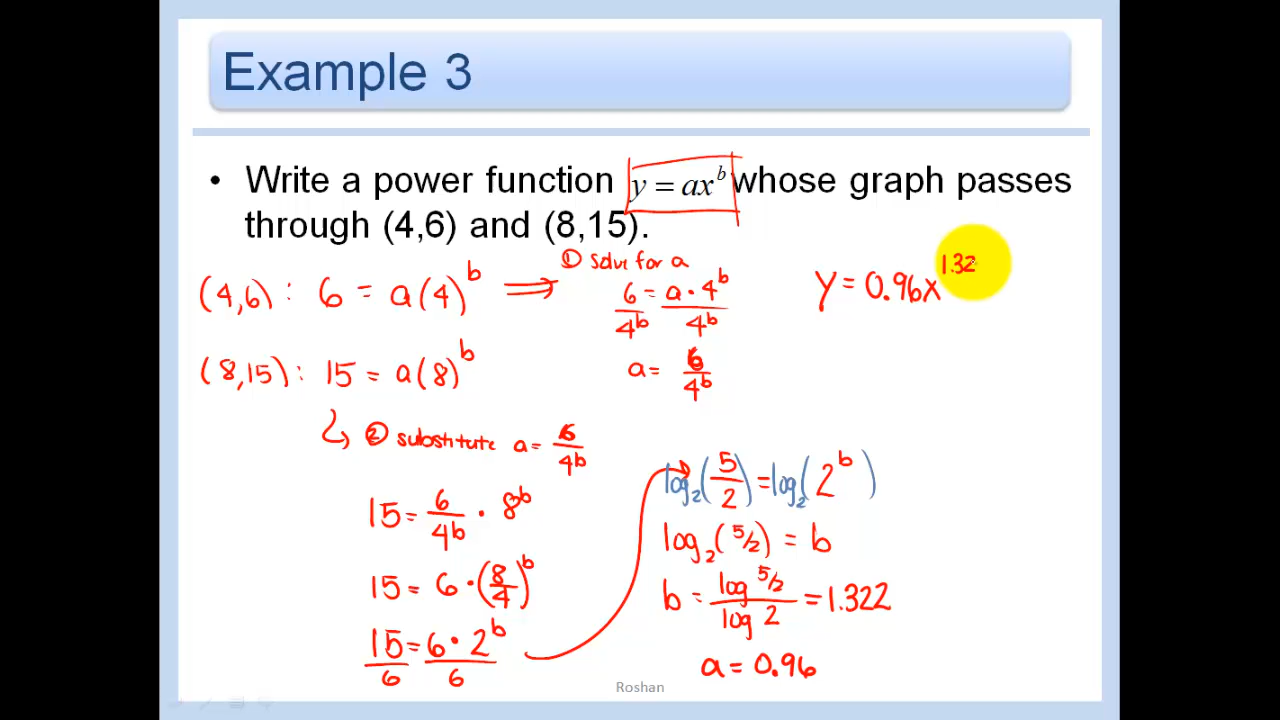 Example 3
• Write a power function y = ax^b whose graph passes
through (4,6) and (8,15).
(4,6) : 6 = a(4)^b ⟹
① Solve for a
6/4^b = a · 4^b/4^b
a = 6/4^b
y = 0.96x^1.32
(8,15) : 15 = a(8)^b
② substitute a = 6/4^b
15 = 6/4^b · 8^b
15 = 6 · (8/4)^b
15/6 = 6 · 2^b/6
log₂(5/2) = log₂(2^b)
log₂(5/2) = b
b = log 5/2 / log 2 = 1.322
a = 0.96
Roshan